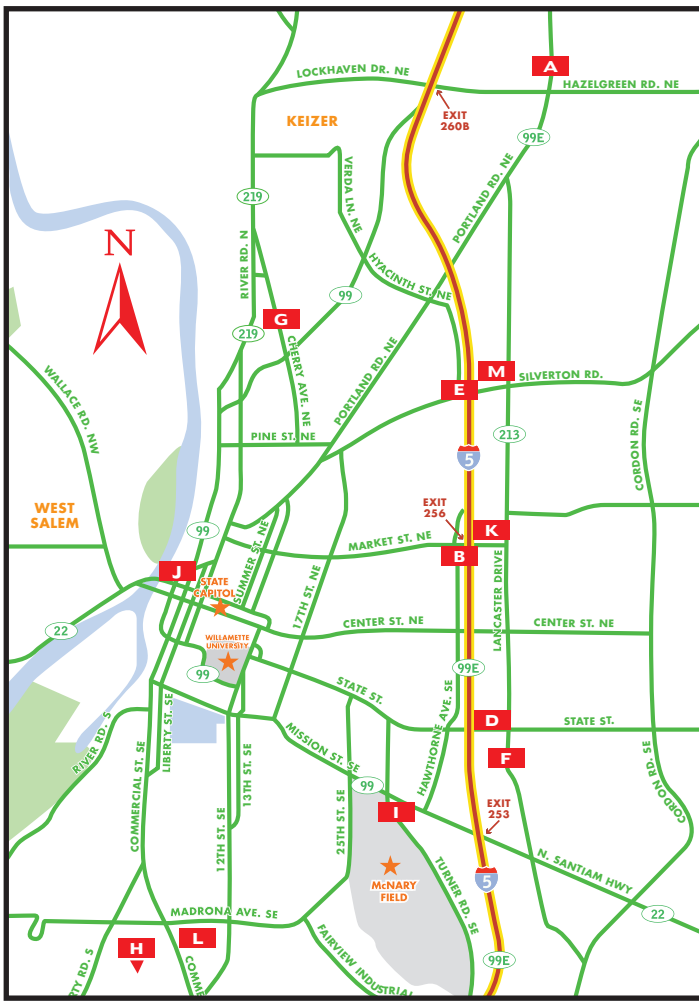 LOCKHAVEN DR. NE
A
HAZELGREEN RD. NE
EXIT
260B
KEIZER
99E
VERDA LN. NE
PORTLAND RD. NE
219
RIVER RD. N
N
HYACINTH ST. NE
99
G
219
CHERRY AVE. NE
PORTLAND RD. NE
M
SILVERTON RD.
E
WALLACE RD. NW
CORDON RD. SE
PINE ST. NE
213
5
WEST
SALEM
EXIT
256
99
K
SUMMER ST. NE
MARKET ST. NE
B
J
STATE
CAPITOL
17TH ST. NE
LANCASTER DRIVE
22
CENTER ST. NE
CENTER ST. NE
WILLAMETTE
UNIVERSITY
99
99E
STATE ST.
HAWTHORNE AVE. SE
D
STATE ST.
RIVER RD. S
LIBERTY ST. SE
COMMERCIAL ST. SE
MISSION ST. SE
13TH ST. SE
12TH ST. SE
F
99
25TH ST. SE
I
EXIT
253
CORDON RD. SE
McNARY
FIELD
TURNER RD. SE
N. SANTIAM HWY
5
22
MADRONA AVE. SE
H
L
RTY RD. S
COMME
FAIRVIEW INDUSTRIAL
99E